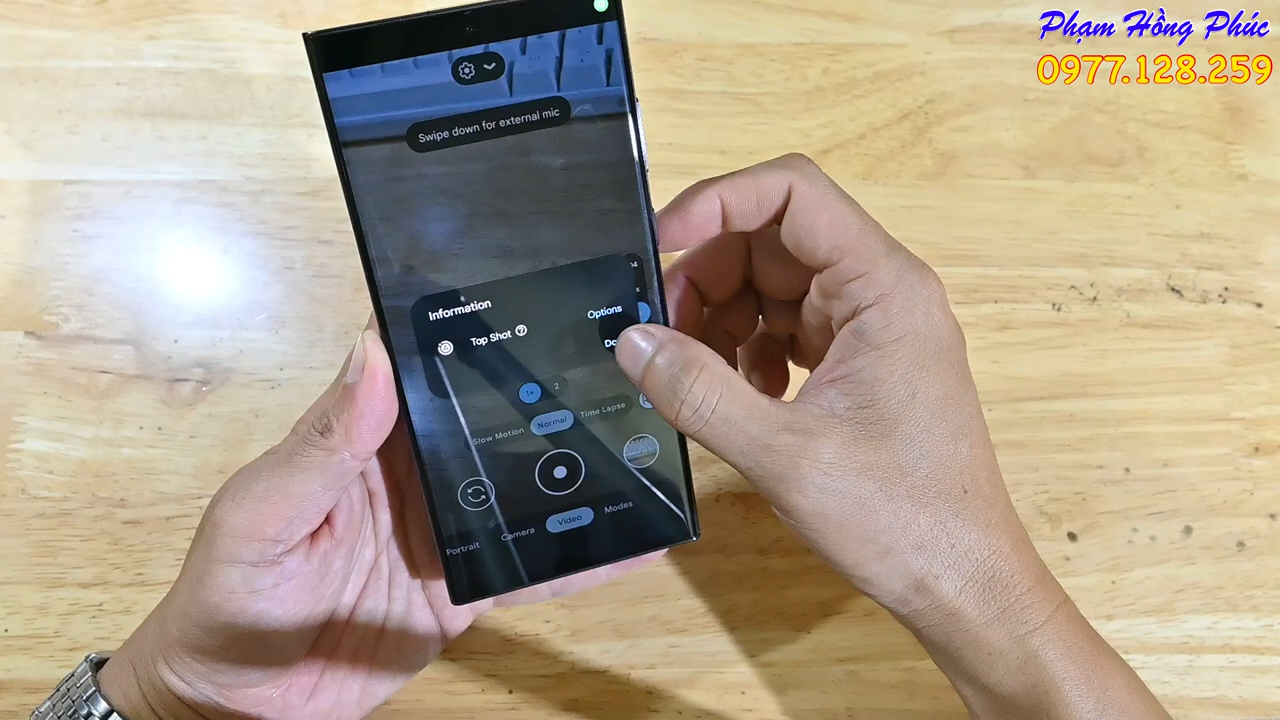 Phạm Hồng Phúc
0977.128.259
Swipe down for external mic
Information
Options
Top Shot
1× 2
Slow Motion Normal Time Lapse
Portrait Camera Video Modes